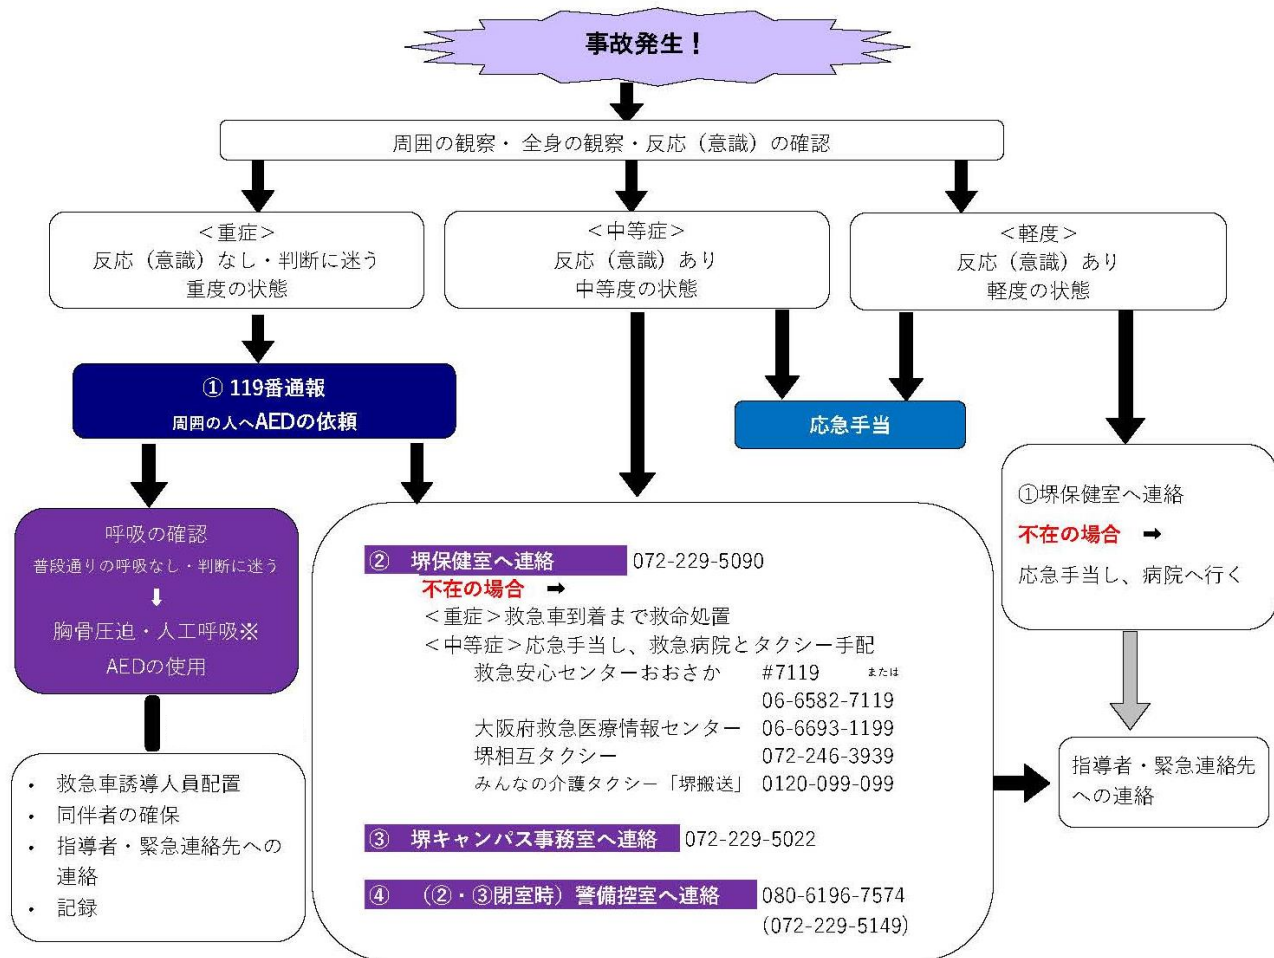 事故発生！
周囲の観察・ 全身の観察・反応（意識）の確認
＜重症＞
反応（意識）なし・判断に迷う
重度の状態
＜中等症＞
反応（意識）あり
中等度の状態
＜軽度＞
反応（意識）あり
軽度の状態
① 119番通報
周囲の人へAEDの依頼
応急手当
呼吸の確認
普段通りの呼吸なし・判断に迷う
⬇
胸骨圧迫・人工呼吸※
AEDの使用
・ 救急車誘導人員配置
・ 同伴者の確保
・ 指導者・緊急連絡先への
連絡
・ 記録
② 堺保健室へ連絡 072-229-5090
不在の場合 ➡
＜重症＞救急車到着まで救命処置
＜中等症＞応急手当し、救急病院とタクシー手配
救急安心センターおおさか #7119 または
06-6582-7119
大阪府救急医療情報センター 06-6693-1199
堺相互タクシー 072-246-3939
みんなの介護タクシー「堺搬送」 0120-099-099
③ 堺キャンパス事務室へ連絡 072-229-5022
④ （②・③閉室時）警備控室へ連絡 080-6196-7574
(072-229-5149)
①堺保健室へ連絡
不在の場合 ➡
応急手当し、病院へ行く
指導者・緊急連絡先
への連絡